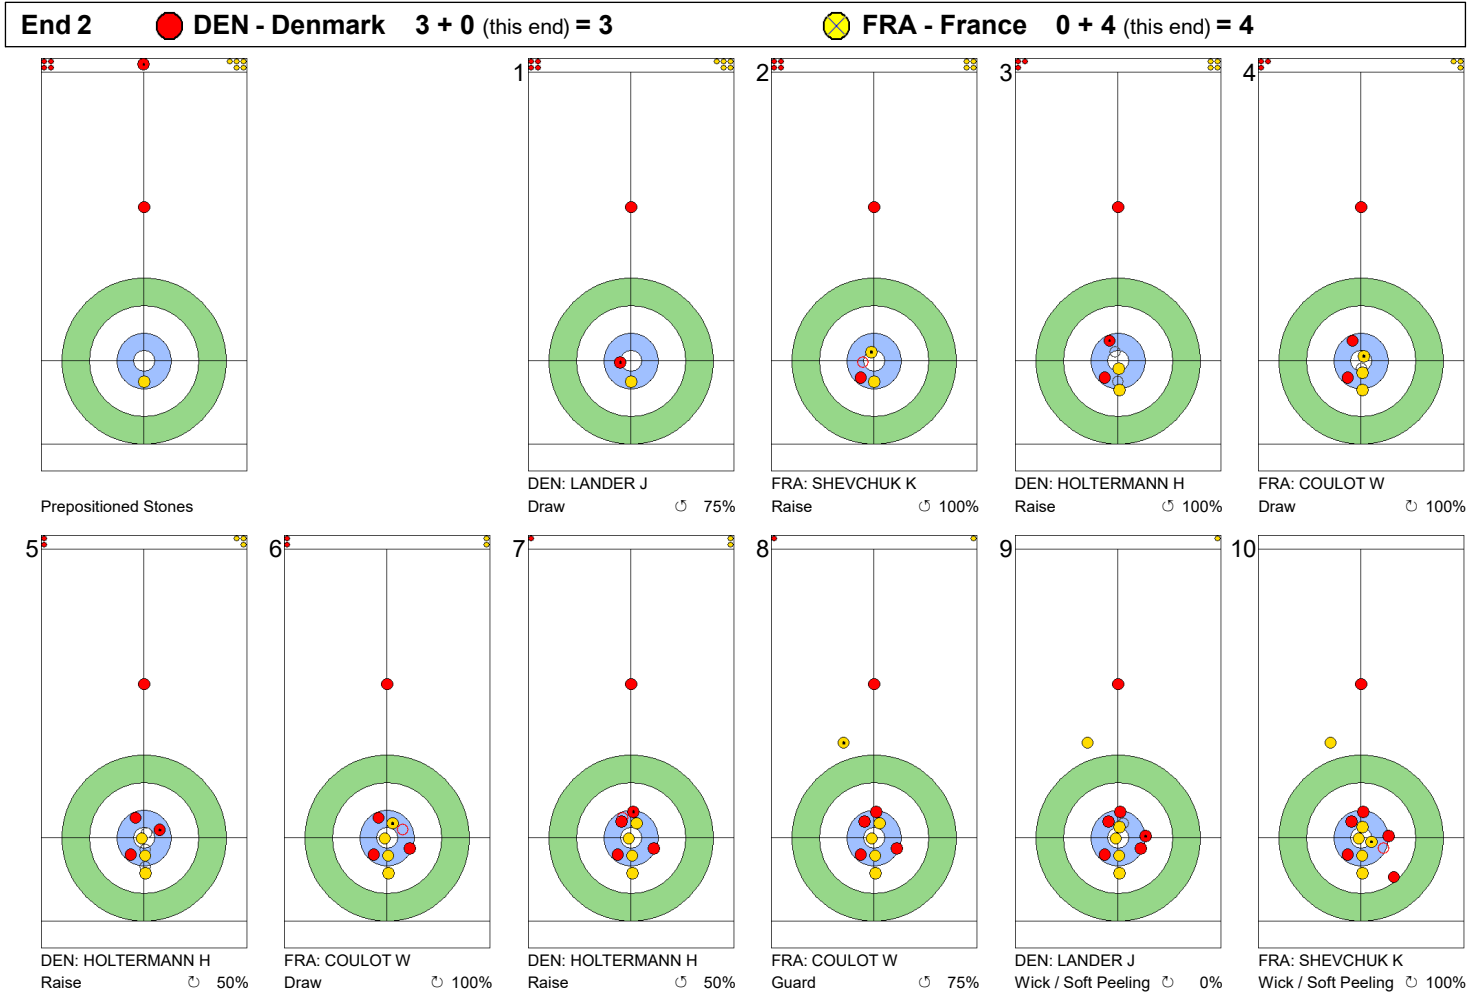 End 2 DEN - Denmark 3 + 0 (this end) = 3 FRA - France 0 + 4 (this end) = 4
1 2 3 4
DEN: LANDER J FRA: SHEVCHUK K DEN: HOLTERMANN H FRA: COULOT W
Prepositioned Stones Draw 75% Raise 100% Raise 100% Draw 100%
5 6 7 8 9 10
DEN: HOLTERMANN H FRA: COULOT W DEN: HOLTERMANN H FRA: COULOT W DEN: LANDER J FRA: SHEVCHUK K
Raise 50% Draw 100% Raise 50% Guard 75% Wick / Soft Peeling 0% Wick / Soft Peeling 100%